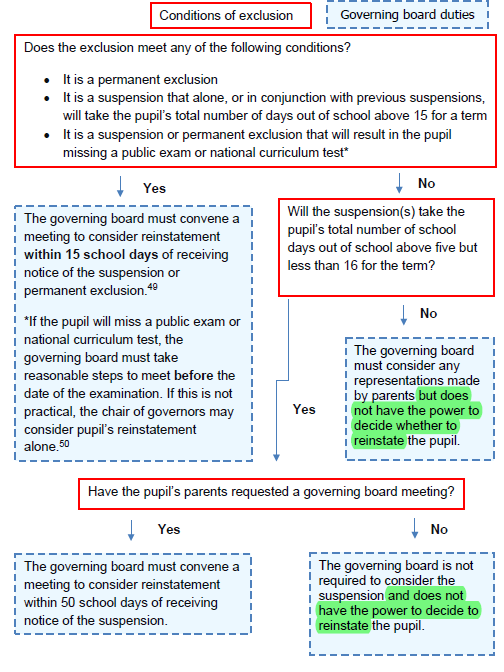 Conditions of exclusion
Governing board duties
Does the exclusion meet any of the following conditions?
• It is a permanent exclusion
• It is a suspension that alone, or in conjunction with previous suspensions,
will take the pupil's total number of days out of school above 15 for a term
• It is a suspension or permanent exclusion that will result in the pupil
missing a public exam or national curriculum test*
Yes
No
The governing board must convene a
meeting to consider reinstatement
within 15 school days of receiving
notice of the suspension or
permanent exclusion.49
*If the pupil will miss a public exam or
national curriculum test, the
governing board must take
reasonable steps to meet before the
date of the examination. If this is not
practical, the chair of governors may
consider pupil's reinstatement
alone.50
Will the suspension(s) take the
pupil's total number of school
days out of school above five but
less than 16 for the term?
No
The governing board
must consider any
representations made
by parents but does
not have the power to
decide whether to
reinstate the pupil.
Yes
Have the pupil's parents requested a governing board meeting?
Yes
No
The governing board must convene a
meeting to consider reinstatement
within 50 school days of receiving
notice of the suspension.
The governing board is not
required to consider the
suspension and does not
have the power to decide to
reinstate the pupil.